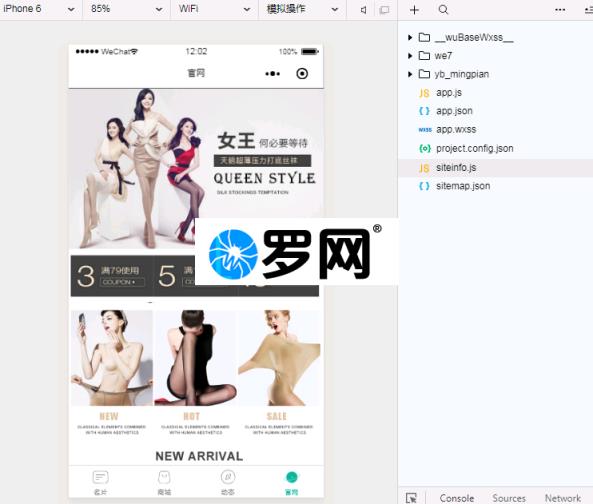 iPhone 6 85% WiFi 模拟操作
WeChat 12:02 100%
官网
女王 何必要等待
天鹅超薄压力打底丝袜
QUEEN STYLE
SILK STOCKINGS TEMPTATION
罗网®
3 满79使用 COUPON
5 COUPON
NEW HOT SALE
CLASSICAL ELEMENTS COMBINED WITH HUMAN AESTHETICS
CLASSICAL ELEMENTS COMBINED WITH HUMAN AESTHETICS
CLASSICAL ELEMENTS COMBINED WITH HUMAN AESTHETICS
NEW ARRIVAL
名片 商城 动态 官网
__wuBaseWxss__
we7
yb_mingpian
JS app.js
{ } app.json
wxss app.wxss
{o} project.config.json
JS siteinfo.js
{ } sitemap.json
Console Sources Network